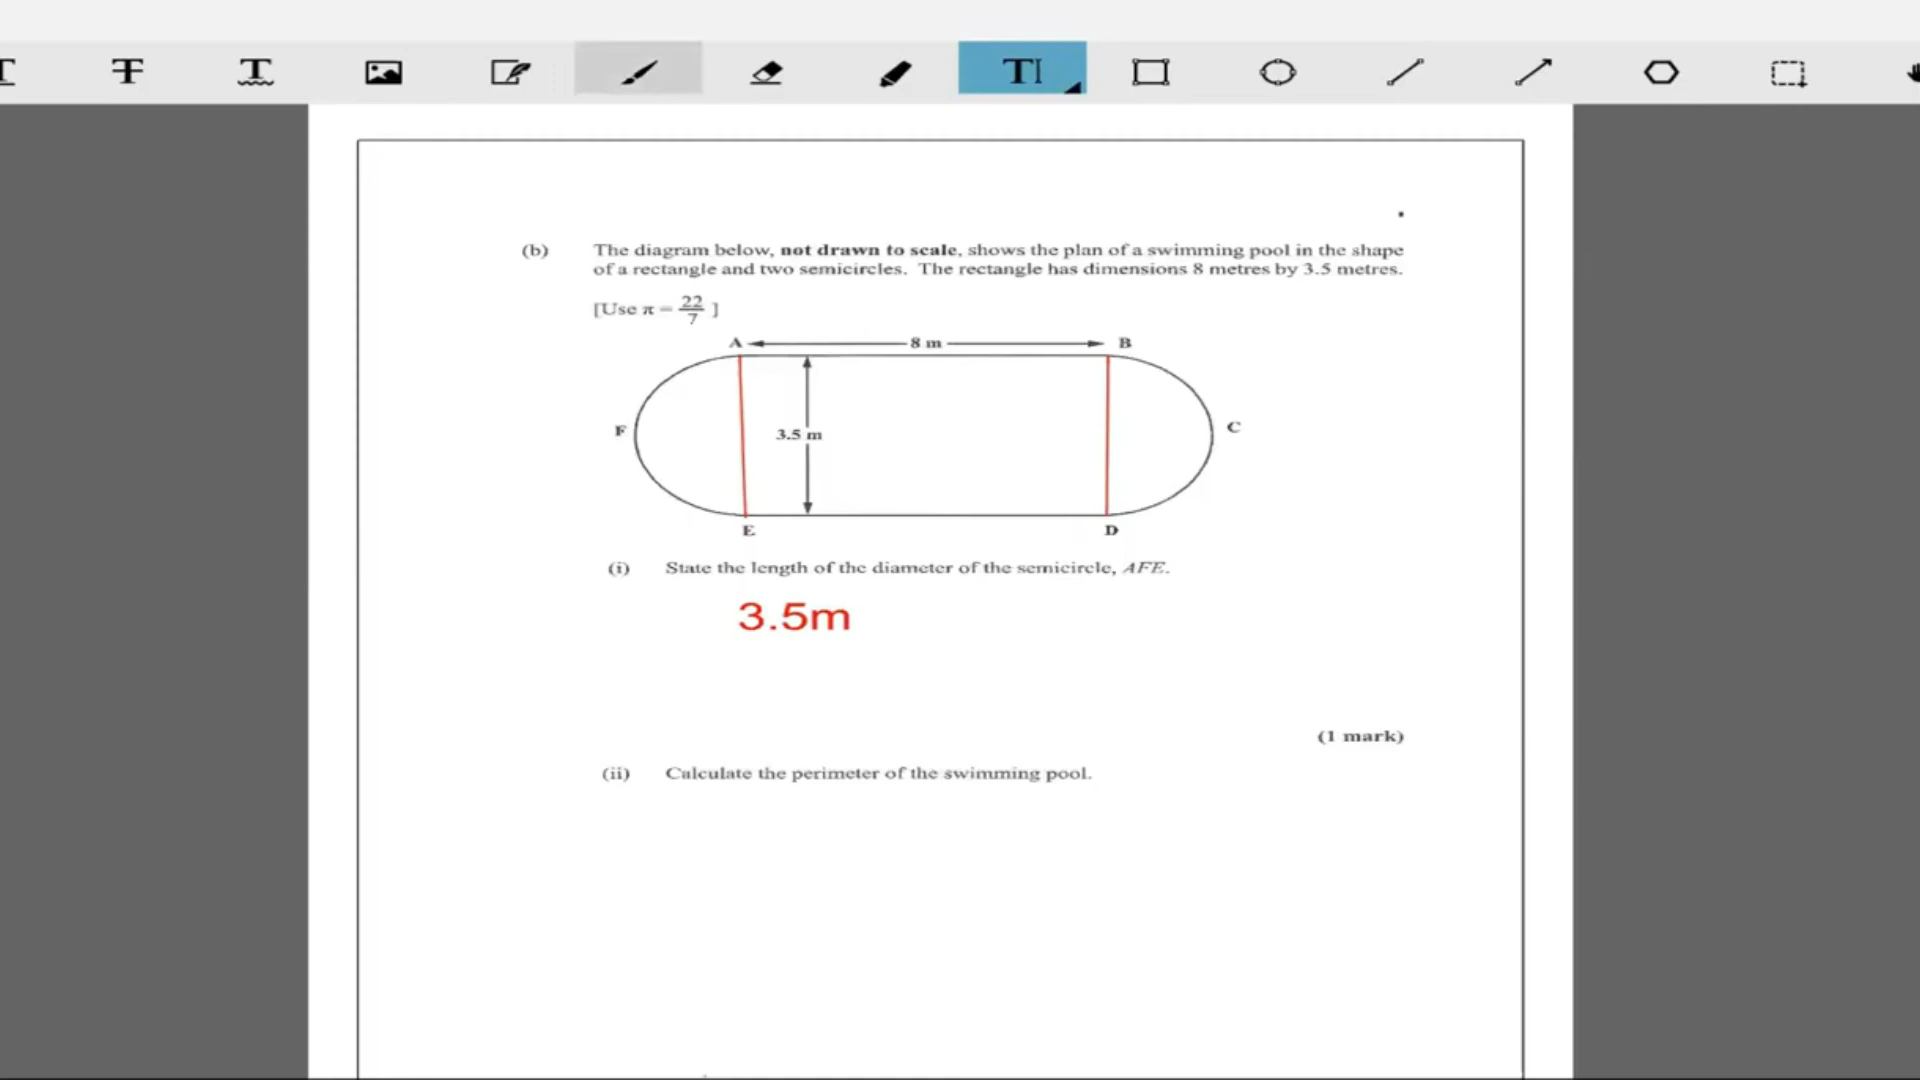 (b) The diagram below, not drawn to scale, shows the plan of a swimming pool in the shape
of a rectangle and two semicircles. The rectangle has dimensions 8 metres by 3.5 metres.
[Use π = 22/7 ]
A 8 m B
F 3.5 m C
E D
(i) State the length of the diameter of the semicircle, AFE.
3.5m
(1 mark)
(ii) Calculate the perimeter of the swimming pool.